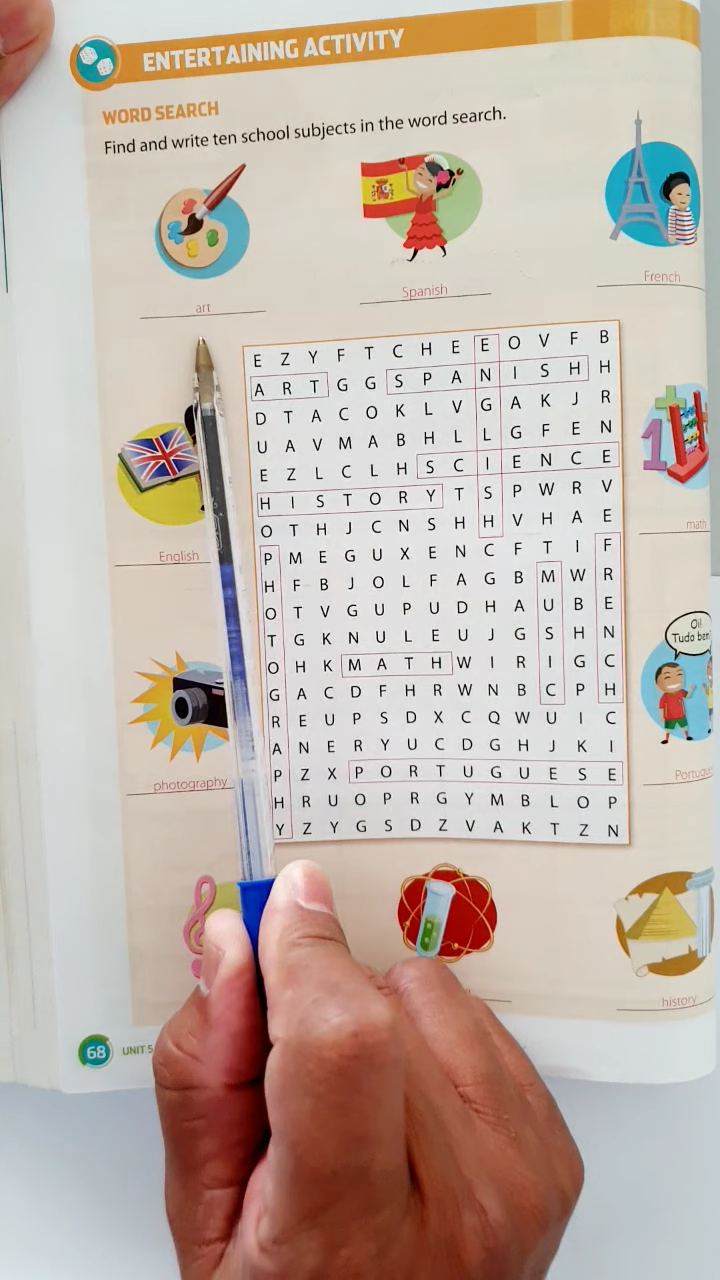 ENTERTAINING ACTIVITY
WORD SEARCH
Find and write ten school subjects in the word search.
art
Spanish
French
E Z Y F T C H E E O V F B
A R T G G S P A N I S H H
D T A C O K L V G A K J R
U A V M A B H L L G F E N
E Z L C L H S C I E N C E
H I S T O R Y T S P W R V
O T H J C N S H H V H A E
P M E G U X E N C F T I F
H F B J O L F A G B M W R
O T V G U P U D H A U B E
T G K N U L E U J G S H N
O H K M A T H W I R I G C
G A C D F H R W N B C P H
R E U P S D X C Q W U I C
A N E R Y U C D G H J K I
P Z X P O R T U G U E S E
H R U O P R G Y M B L O P
Y Z Y G S D Z V A K T Z N
English
math
Oi!
Tudo bem
photography
Portugu
history
68 UNIT 5